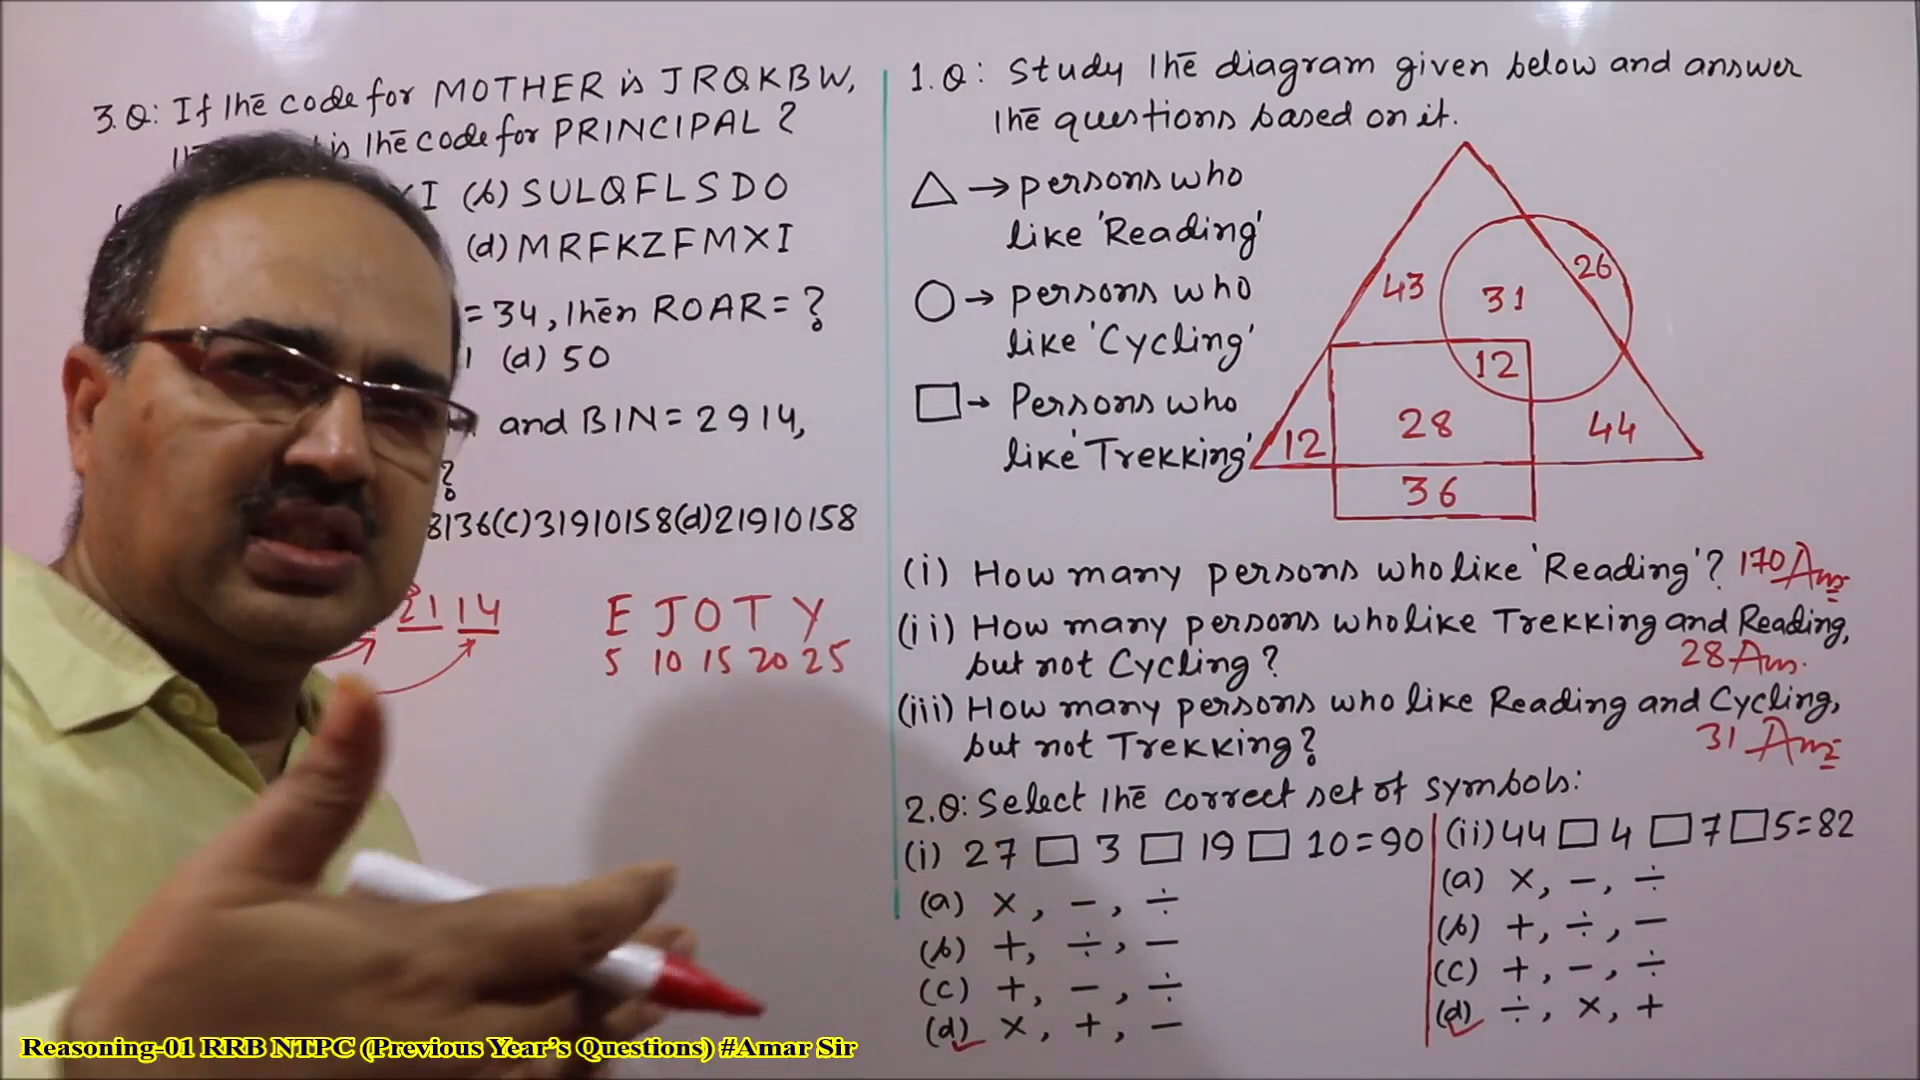 3.Q: If the code for MOTHER is JRQKBW,
is the code for PRINCIPAL?
I (b) SULQFLSDO
(d) MRFKZFMXI
= 34, then ROAR = ?
(d) 50
and BIN = 2914,
?
8136 (c) 31910158 (d) 21910158
21 14
E J O T Y
5 10 15 20 25
1.Q: Study the diagram given below and answer
the questions based on it.
△ → persons who
like 'Reading'
○ → persons who
like 'Cycling'
□ → Persons who
like 'Trekking'
43 31 26
12
12 28 44
36
(i) How many persons who like 'Reading'? 170 Ans
(ii) How many persons who like Trekking and Reading,
but not Cycling? 28 Ans.
(iii) How many persons who like Reading and Cycling,
but not Trekking? 31 Ans
2.Q: Select the correct set of symbols:
(i) 27 □ 3 □ 19 □ 10 = 90
(a) ×, −, ÷
(b) +, ÷, −
(c) +, −, ÷
(d) ×, +, −
(ii) 44 □ 4 □ 7 □ 5 = 82
(a) ×, −, ÷
(b) +, ÷, −
(c) +, −, ÷
(d) ÷, ×, +
Reasoning-01 RRB NTPC (Previous Year's Questions) #Amar Sir